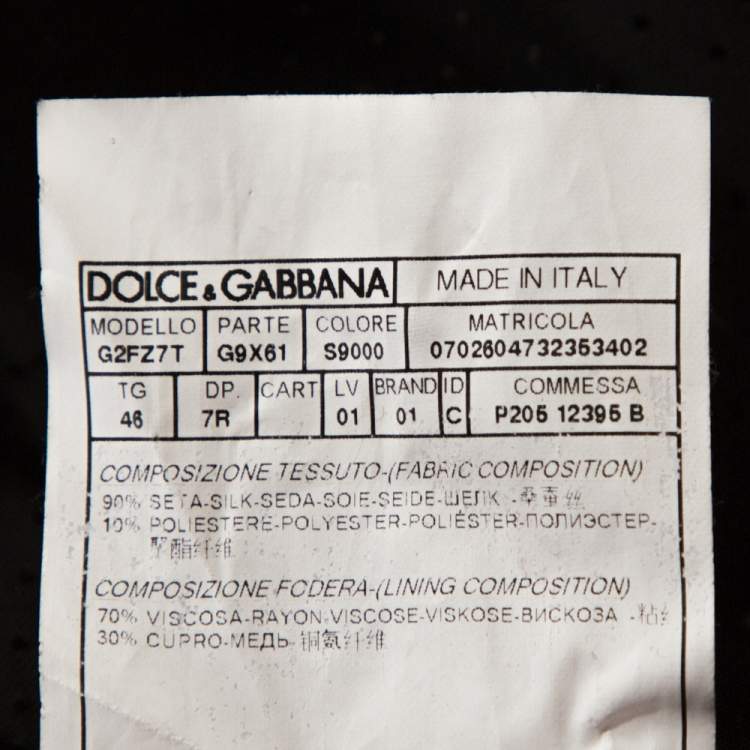 DOLCE & GABBANA MADE IN ITALY
MODELLO PARTE COLORE MATRICOLA
G2FZ7T G9X61 S9000 0702604732353402
TG DP. CART LV BRAND ID COMMESSA
46 7R 01 01 C P205 12395 B
COMPOSIZIONE TESSUTO-(FABRIC COMPOSITION)
90% SETA-SILK-SEDA-SOIE-SEIDE-ШЕЛК -桑蚕丝
10% POLIESTERE-POLYESTER-POLIÉSTER-ПОЛИЭСТЕР-
聚酯纤维
COMPOSIZIONE FODERA-(LINING COMPOSITION)
70% VISCOSA-RAYON-VISCOSE-VISKOSE-ВИСКОЗА -粘
30% CUPRO-МЕДЬ-铜氨纤维